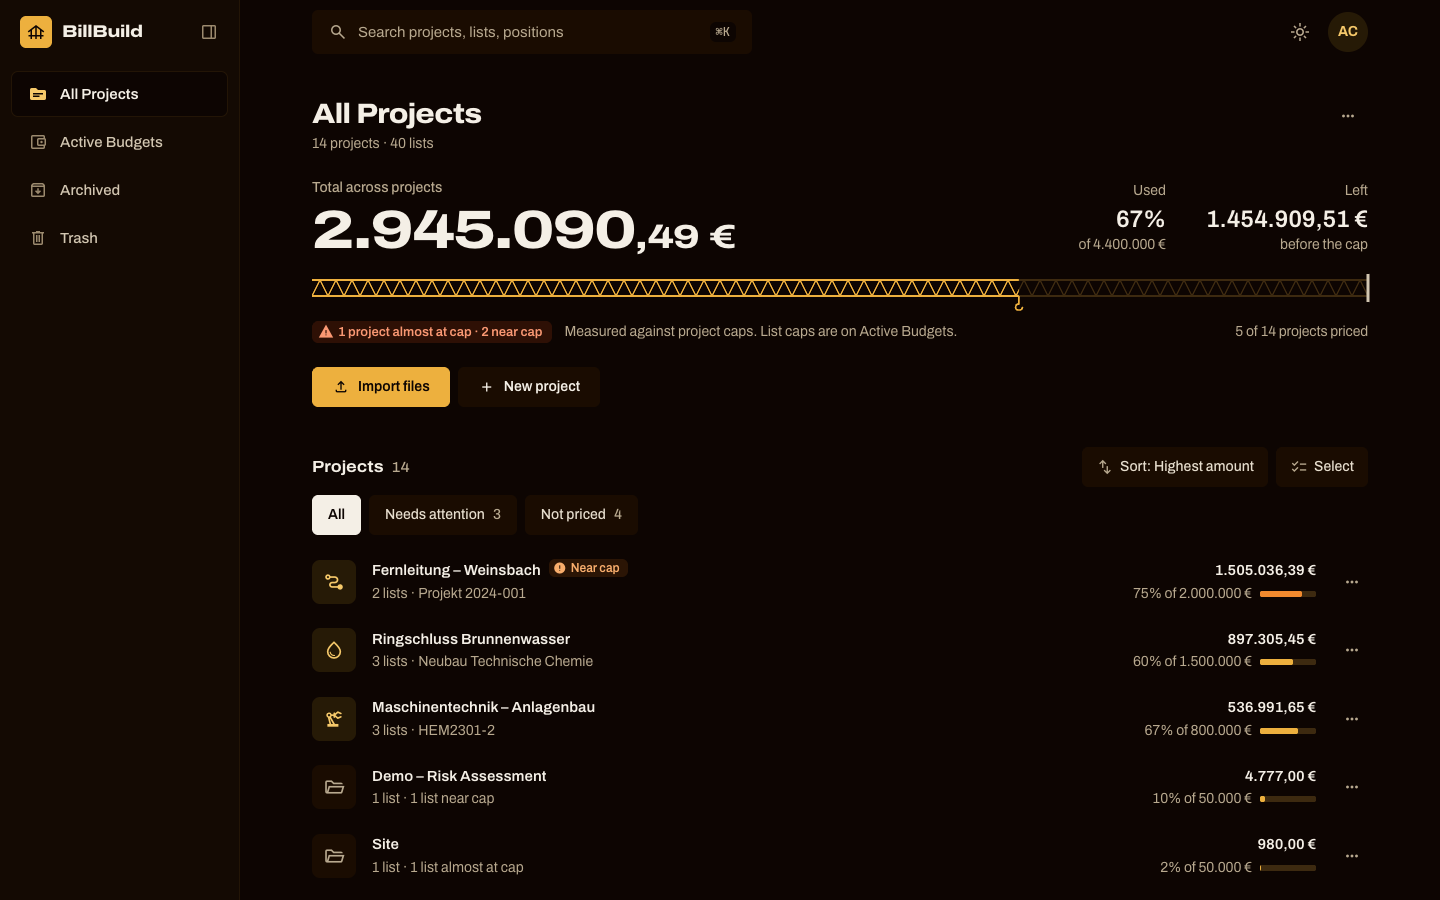 BillBuild
Search projects, lists, positions
⌘K
AC
All Projects
Active Budgets
Archived
Trash
All Projects
14 projects · 40 lists
Total across projects
2.945.090,49 €
Used
67%
of 4.400.000 €
Left
1.454.909,51 €
before the cap
1 project almost at cap · 2 near cap
Measured against project caps. List caps are on Active Budgets.
5 of 14 projects priced
Import files
New project
Projects 14
Sort: Highest amount
Select
All
Needs attention 3
Not priced 4
Fernleitung – Weinsbach
Near cap
1.505.036,39 €
2 lists · Projekt 2024-001
75% of 2.000.000 €
Ringschluss Brunnenwasser
897.305,45 €
3 lists · Neubau Technische Chemie
60% of 1.500.000 €
Maschinentechnik – Anlagenbau
536.991,65 €
3 lists · HEM2301-2
67% of 800.000 €
Demo – Risk Assessment
4.777,00 €
1 list · 1 list near cap
10% of 50.000 €
Site
980,00 €
1 list · 1 list almost at cap
2% of 50.000 €